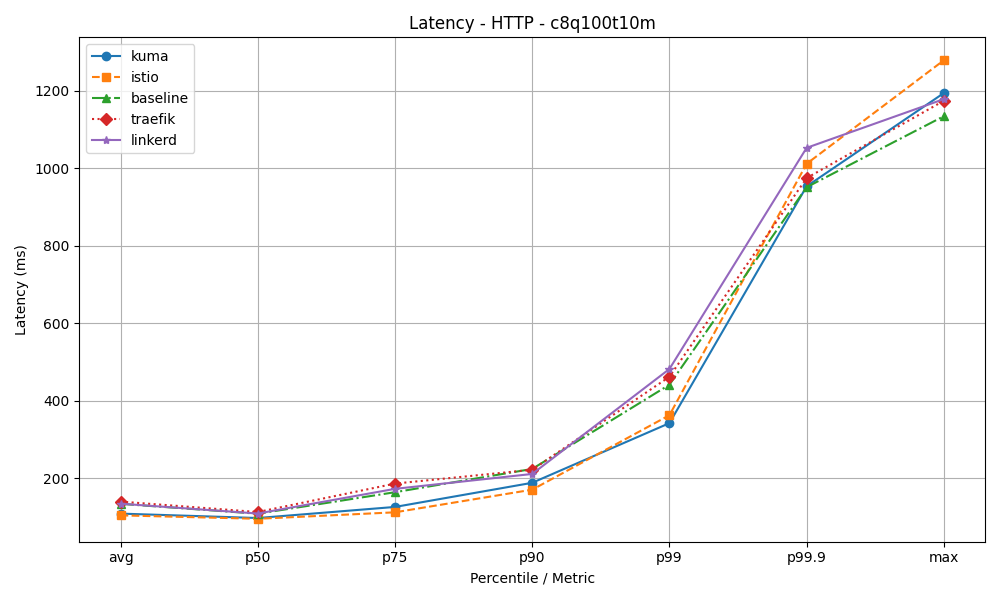 Latency - HTTP - c8q100t10m
kuma
istio
baseline
traefik
linkerd
Latency (ms)
1200
1000
800
600
400
200
avg p50 p75 p90 p99 p99.9 max
Percentile / Metric